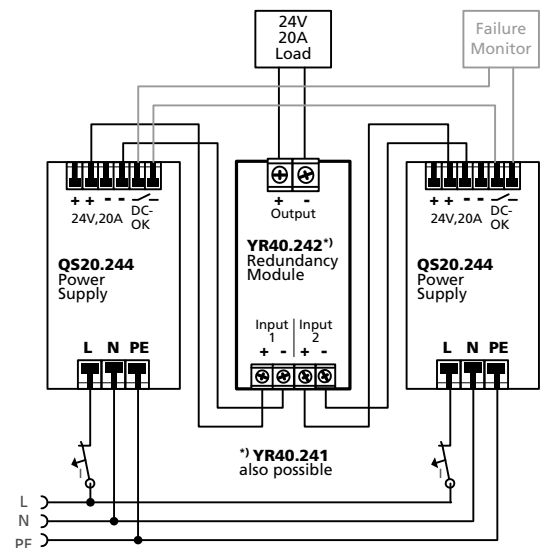 24V
20A
Load
Failure
Monitor
+ + - - DC-
24V,20A OK
QS20.244
Power
Supply
L N PE
+ -
Output
YR40.242*)
Redundancy
Module
Input Input
1 2
+ - + -
*) YR40.241
also possible
+ + - - DC-
24V,20A OK
QS20.244
Power
Supply
L N PE
I
I
L
N
PE